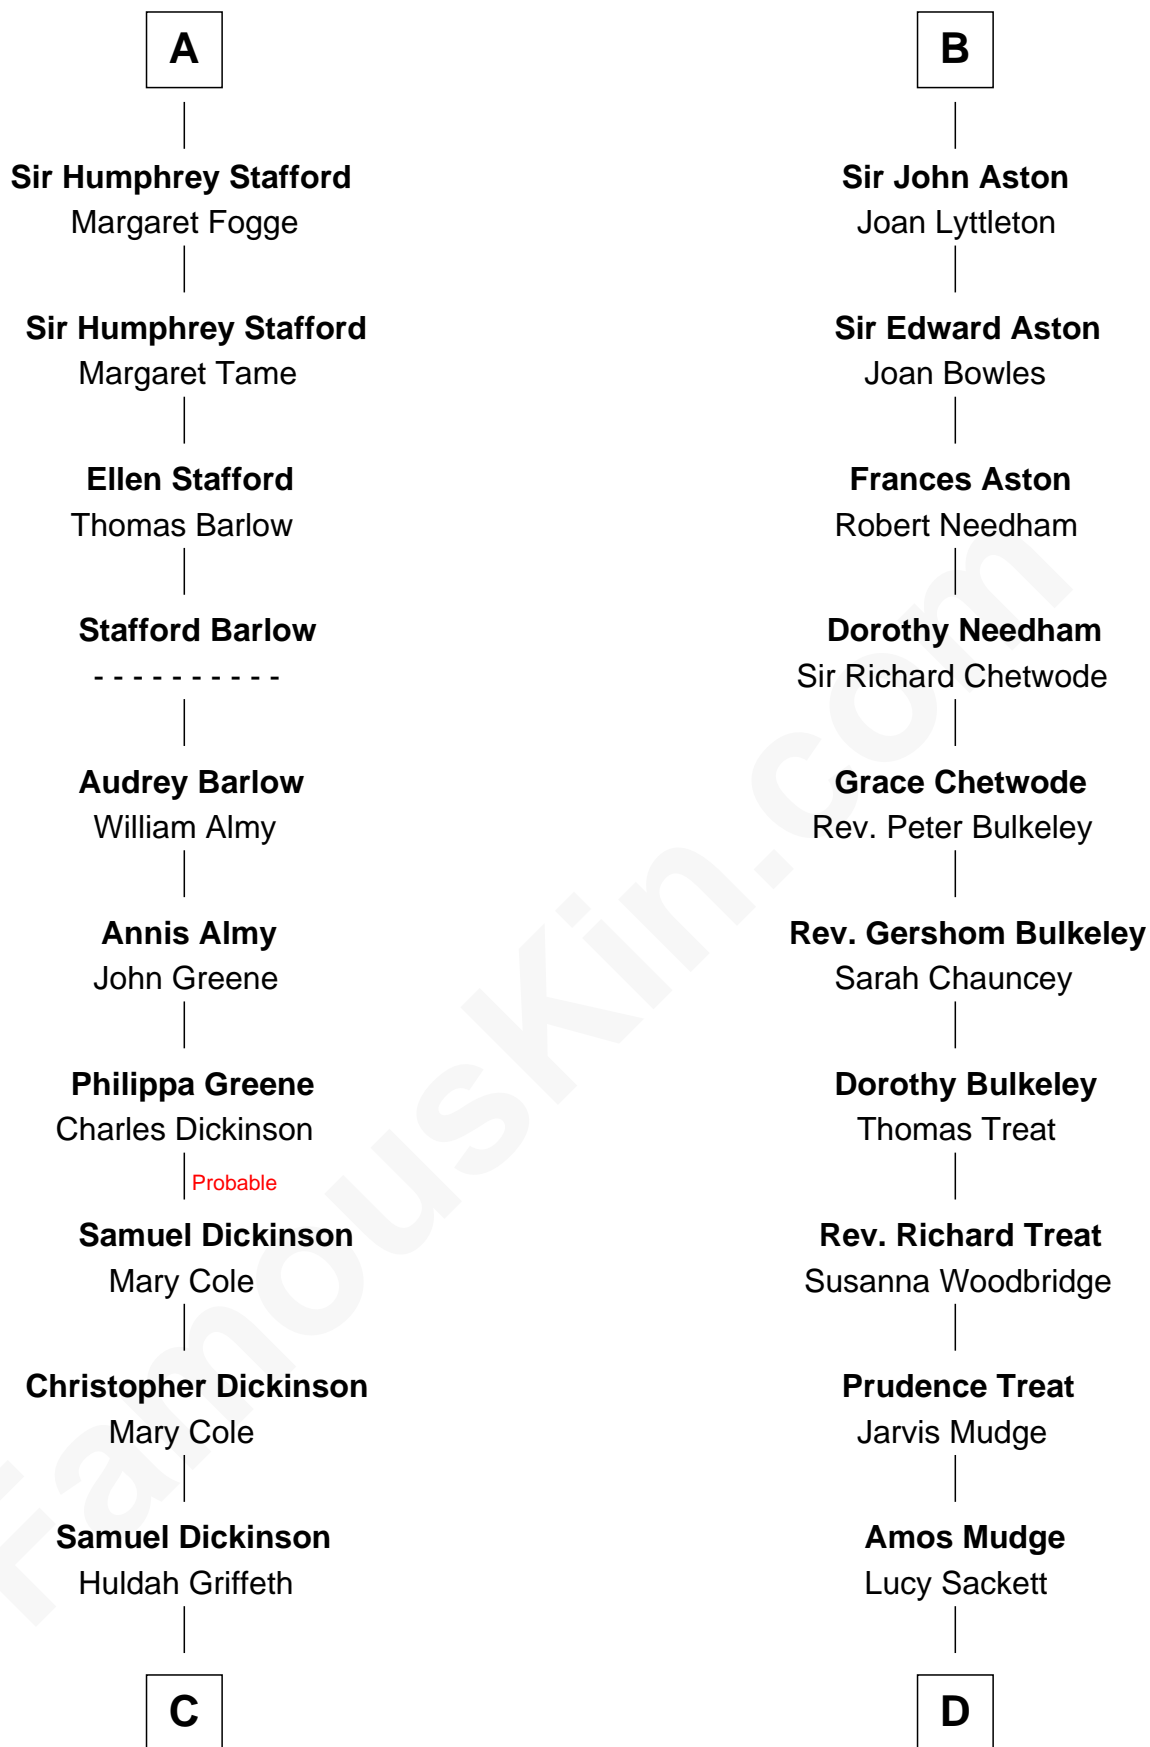 A
Sir Humphrey Stafford
Margaret Fogge
Sir Humphrey Stafford
Margaret Tame
Ellen Stafford
Thomas Barlow
Stafford Barlow
- - - - - - - - - -
Audrey Barlow
William Almy
Annis Almy
John Greene
Philippa Greene
Charles Dickinson
Probable
Samuel Dickinson
Mary Cole
Christopher Dickinson
Mary Cole
Samuel Dickinson
Huldah Griffeth
C
B
Sir John Aston
Joan Lyttleton
Sir Edward Aston
Joan Bowles
Frances Aston
Robert Needham
Dorothy Needham
Sir Richard Chetwode
Grace Chetwode
Rev. Peter Bulkeley
Rev. Gershom Bulkeley
Sarah Chauncey
Dorothy Bulkeley
Thomas Treat
Rev. Richard Treat
Susanna Woodbridge
Prudence Treat
Jarvis Mudge
Amos Mudge
Lucy Sackett
D
FamousKin.com